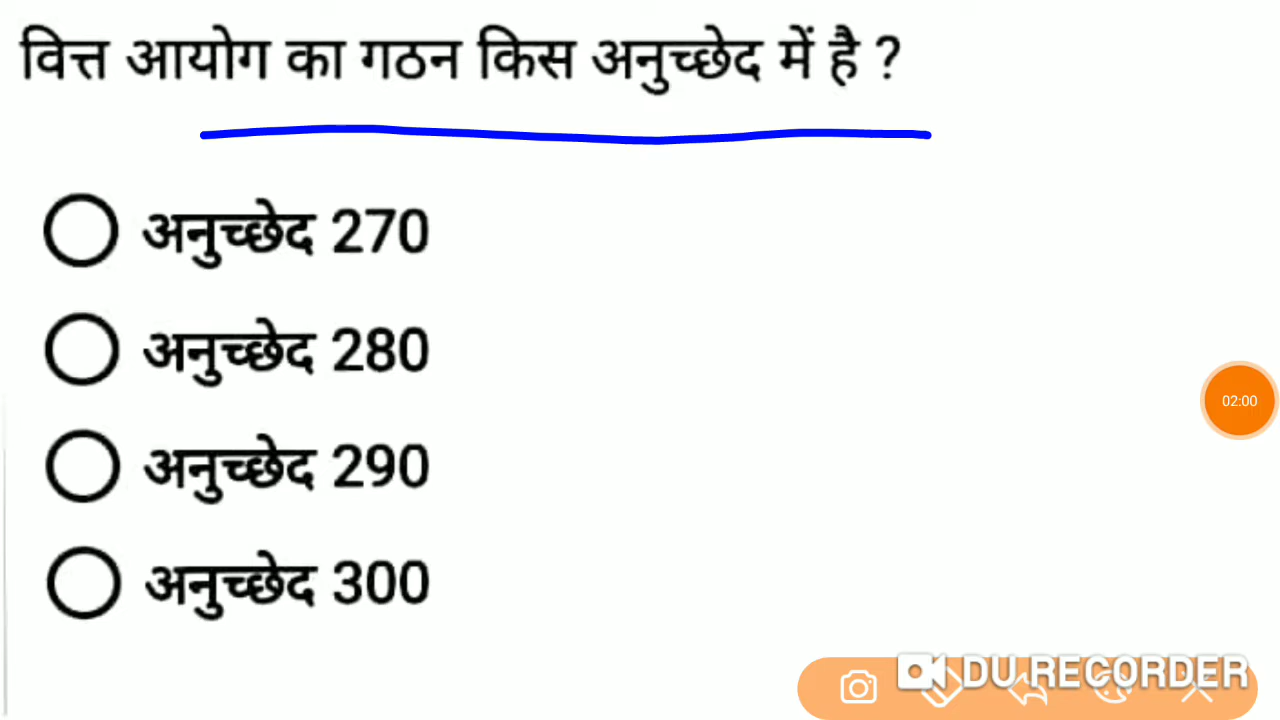 वित्त आयोग का गठन किस अनुच्छेद में है ?
अनुच्छेद 270
अनुच्छेद 280
अनुच्छेद 290
अनुच्छेद 300
02:00
DU RECORDER